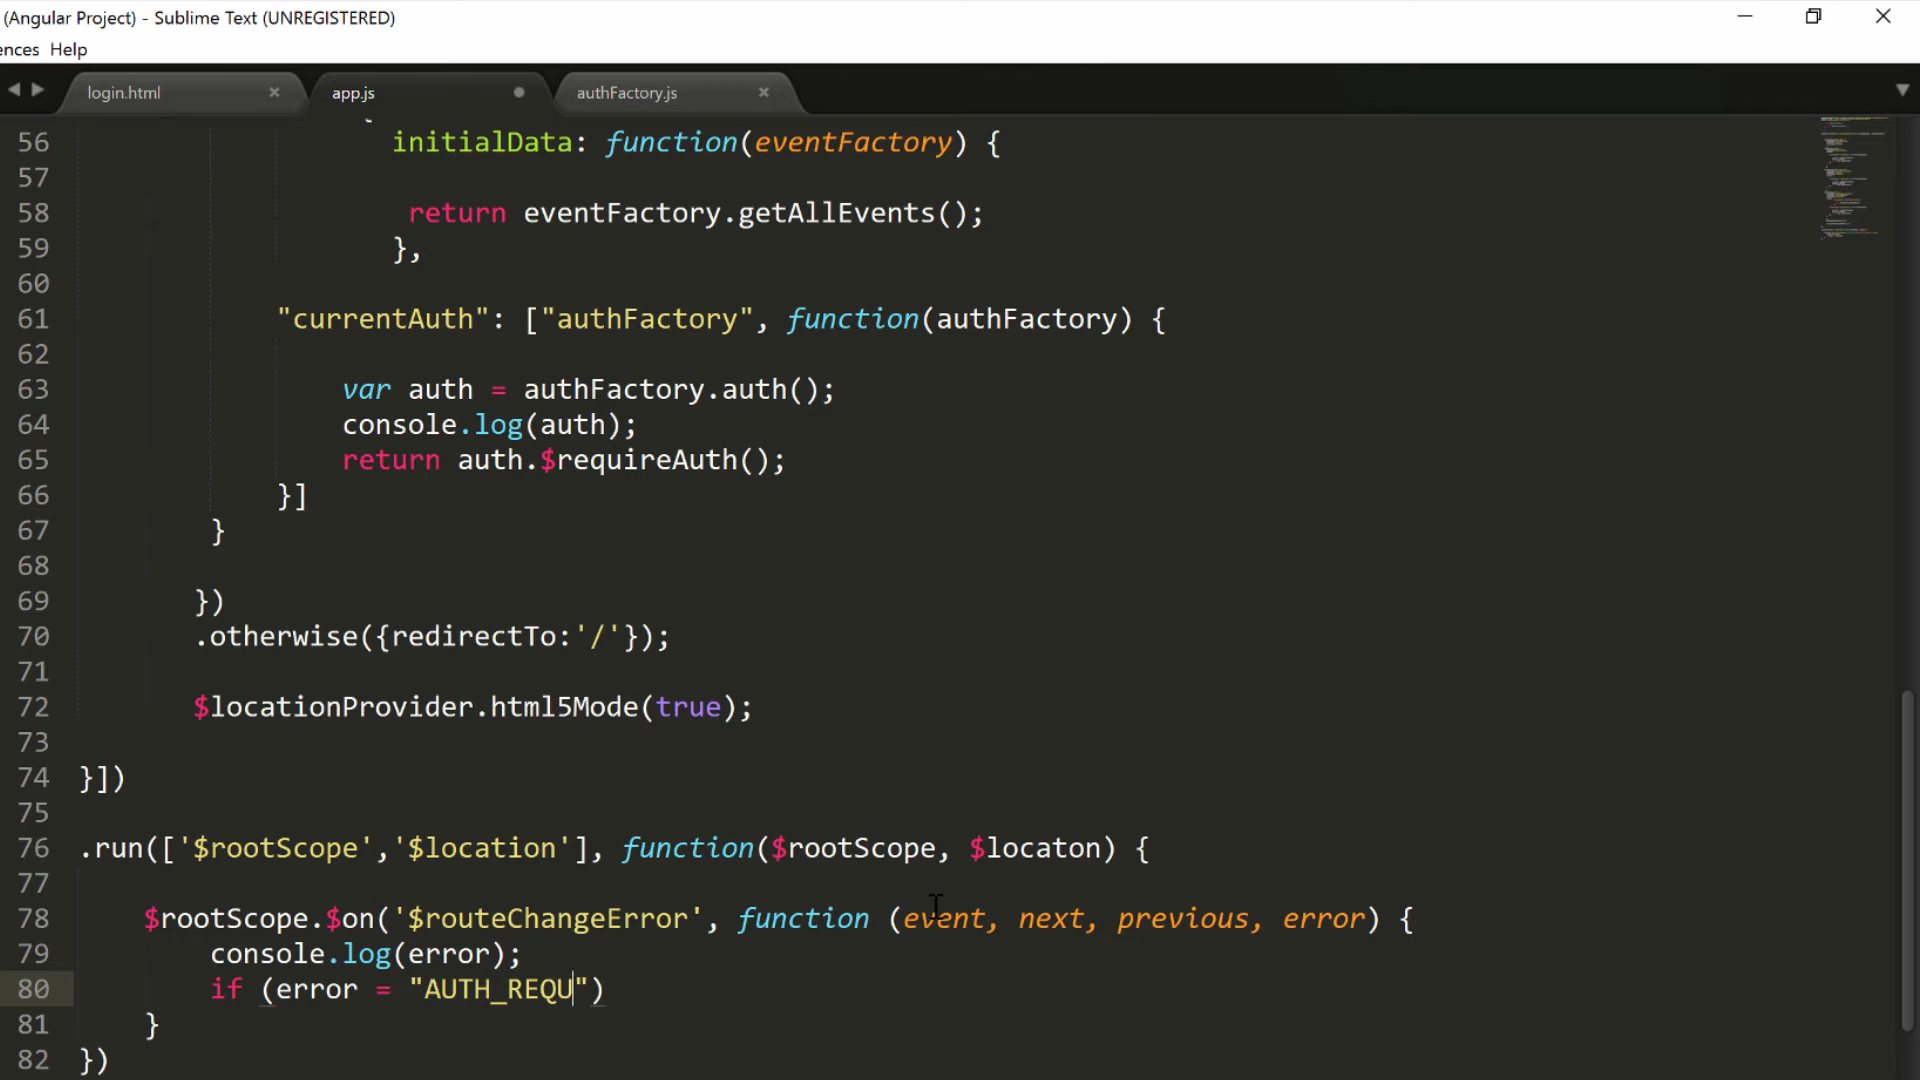 (Angular Project) - Sublime Text (UNREGISTERED)
ences Help
login.html app.js authFactory.js
56 initialData: function(eventFactory) {
57
58 return eventFactory.getAllEvents();
59 },
60
61 "currentAuth": ["authFactory", function(authFactory) {
62
63 var auth = authFactory.auth();
64 console.log(auth);
65 return auth.$requireAuth();
66 }]
67 }
68
69 })
70 .otherwise({redirectTo:'/'});
71
72 $locationProvider.html5Mode(true);
73
74 }])
75
76 .run(['$rootScope','$location'], function($rootScope, $locaton) {
77
78 $rootScope.$on('$routeChangeError', function (event, next, previous, error) {
79 console.log(error);
80 if (error = "AUTH_REQU")
81 }
82 })